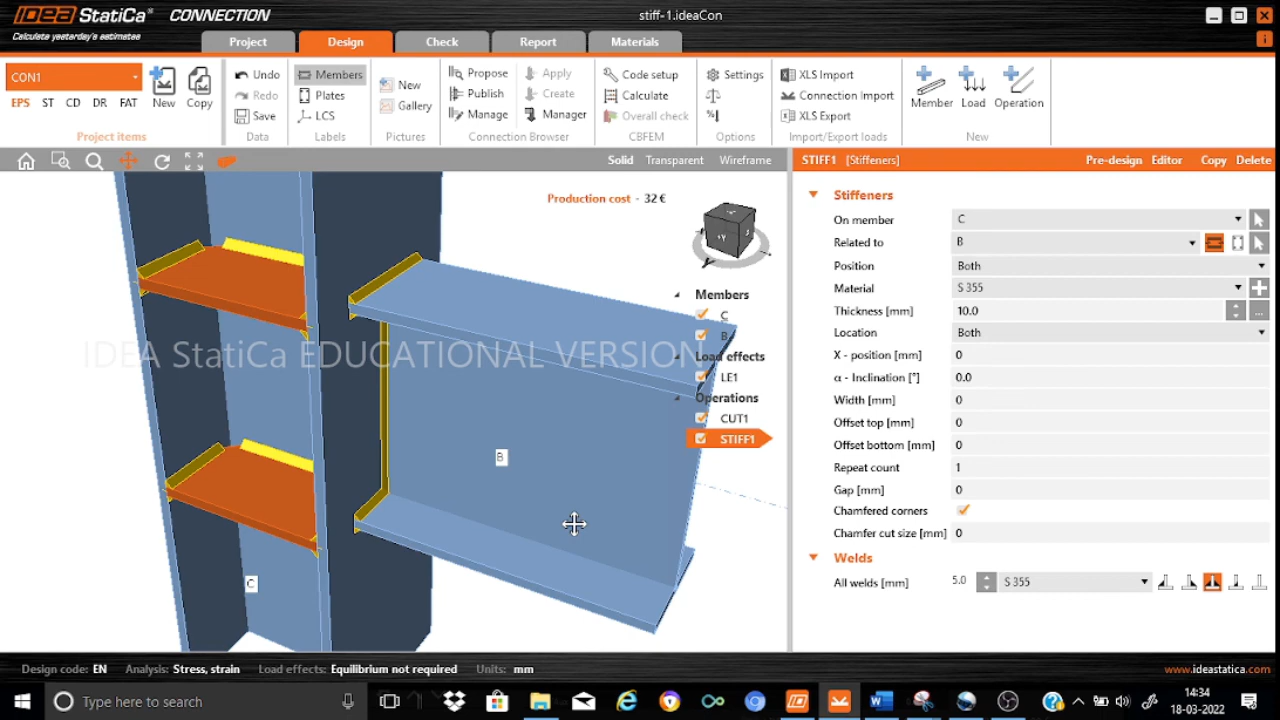 IDEA StatiCa® CONNECTION
Calculate yesterday's estimates
stiff-1.ideaCon
Project Design Check Report Materials
CON1
EPS ST CD DR FAT
New Copy
Project items
Undo
Redo
Save
Data
Members
Plates
LCS
Labels
New
Gallery
Pictures
Propose
Publish
Manage
Apply
Create
Manager
Connection Browser
Code setup
Calculate
Overall check
CBFEM
Settings
Options
XLS Import
Connection Import
XLS Export
Import/Export loads
Member Load Operation
New
Solid Transparent Wireframe
Production cost - 32 €
Members
C
B
Load effects
LE1
Operations
CUT1
STIFF1
IDEA StatiCa EDUCATIONAL VERSION
B
C
STIFF1 [Stiffeners] Pre-design Editor Copy Delete
Stiffeners
On member C
Related to B
Position Both
Material S 355
Thickness [mm] 10.0
Location Both
X - position [mm] 0
α - Inclination [°] 0.0
Width [mm] 0
Offset top [mm] 0
Offset bottom [mm] 0
Repeat count 1
Gap [mm] 0
Chamfered corners
Chamfer cut size [mm] 0
Welds
All welds [mm] 5.0 S 355
Design code: EN Analysis: Stress, strain Load effects: Equilibrium not required Units: mm www.ideastatica.com
Type here to search
14:34
18-03-2022